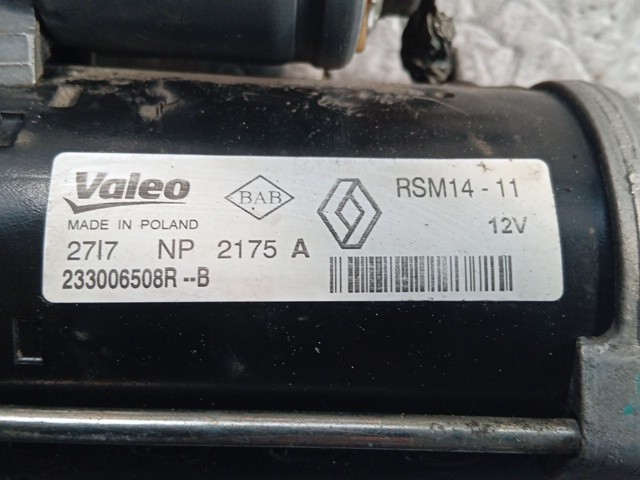 Valeo
BAB
RSM14 - 11
MADE IN POLAND
12V
27I7 NP 2175 A
233006508R --B